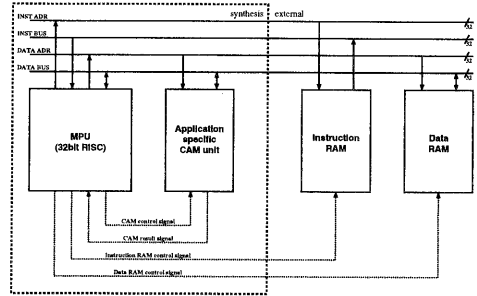 synthesis external
INST ADR
32
INST BUS
32
DATA ADR
32
DATA BUS
32
MPU
(32bit RISC)
Application
specific
CAM unit
Instruction
RAM
Data
RAM
CAM control signal
CAM result signal
Instruction RAM control signal
Data RAM control signal